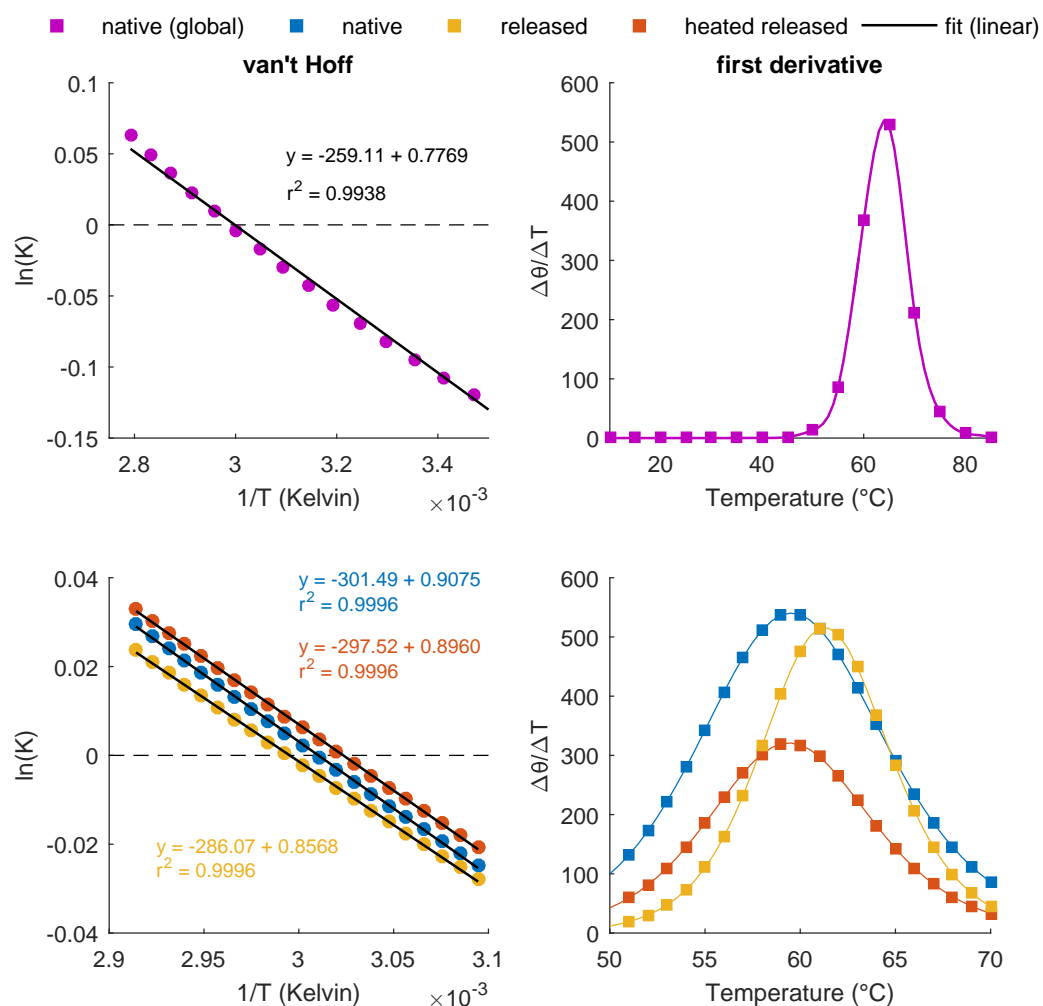 native (global) native released heated released fit (linear)
van't Hoff
0.1
0.05
0
-0.05
-0.1
-0.15
ln(K)
y = -259.11 + 0.7769
r² = 0.9938
2.8 3 3.2 3.4
1/T (Kelvin) ×10⁻³
first derivative
600
500
400
300
200
100
0
Δθ/ΔT
20 40 60 80
Temperature (°C)
0.04
0.02
0
-0.02
-0.04
ln(K)
y = -301.49 + 0.9075
r² = 0.9996
y = -297.52 + 0.8960
r² = 0.9996
y = -286.07 + 0.8568
r² = 0.9996
2.9 2.95 3 3.05 3.1
1/T (Kelvin) ×10⁻³
600
500
400
300
200
100
0
Δθ/ΔT
50 55 60 65 70
Temperature (°C)